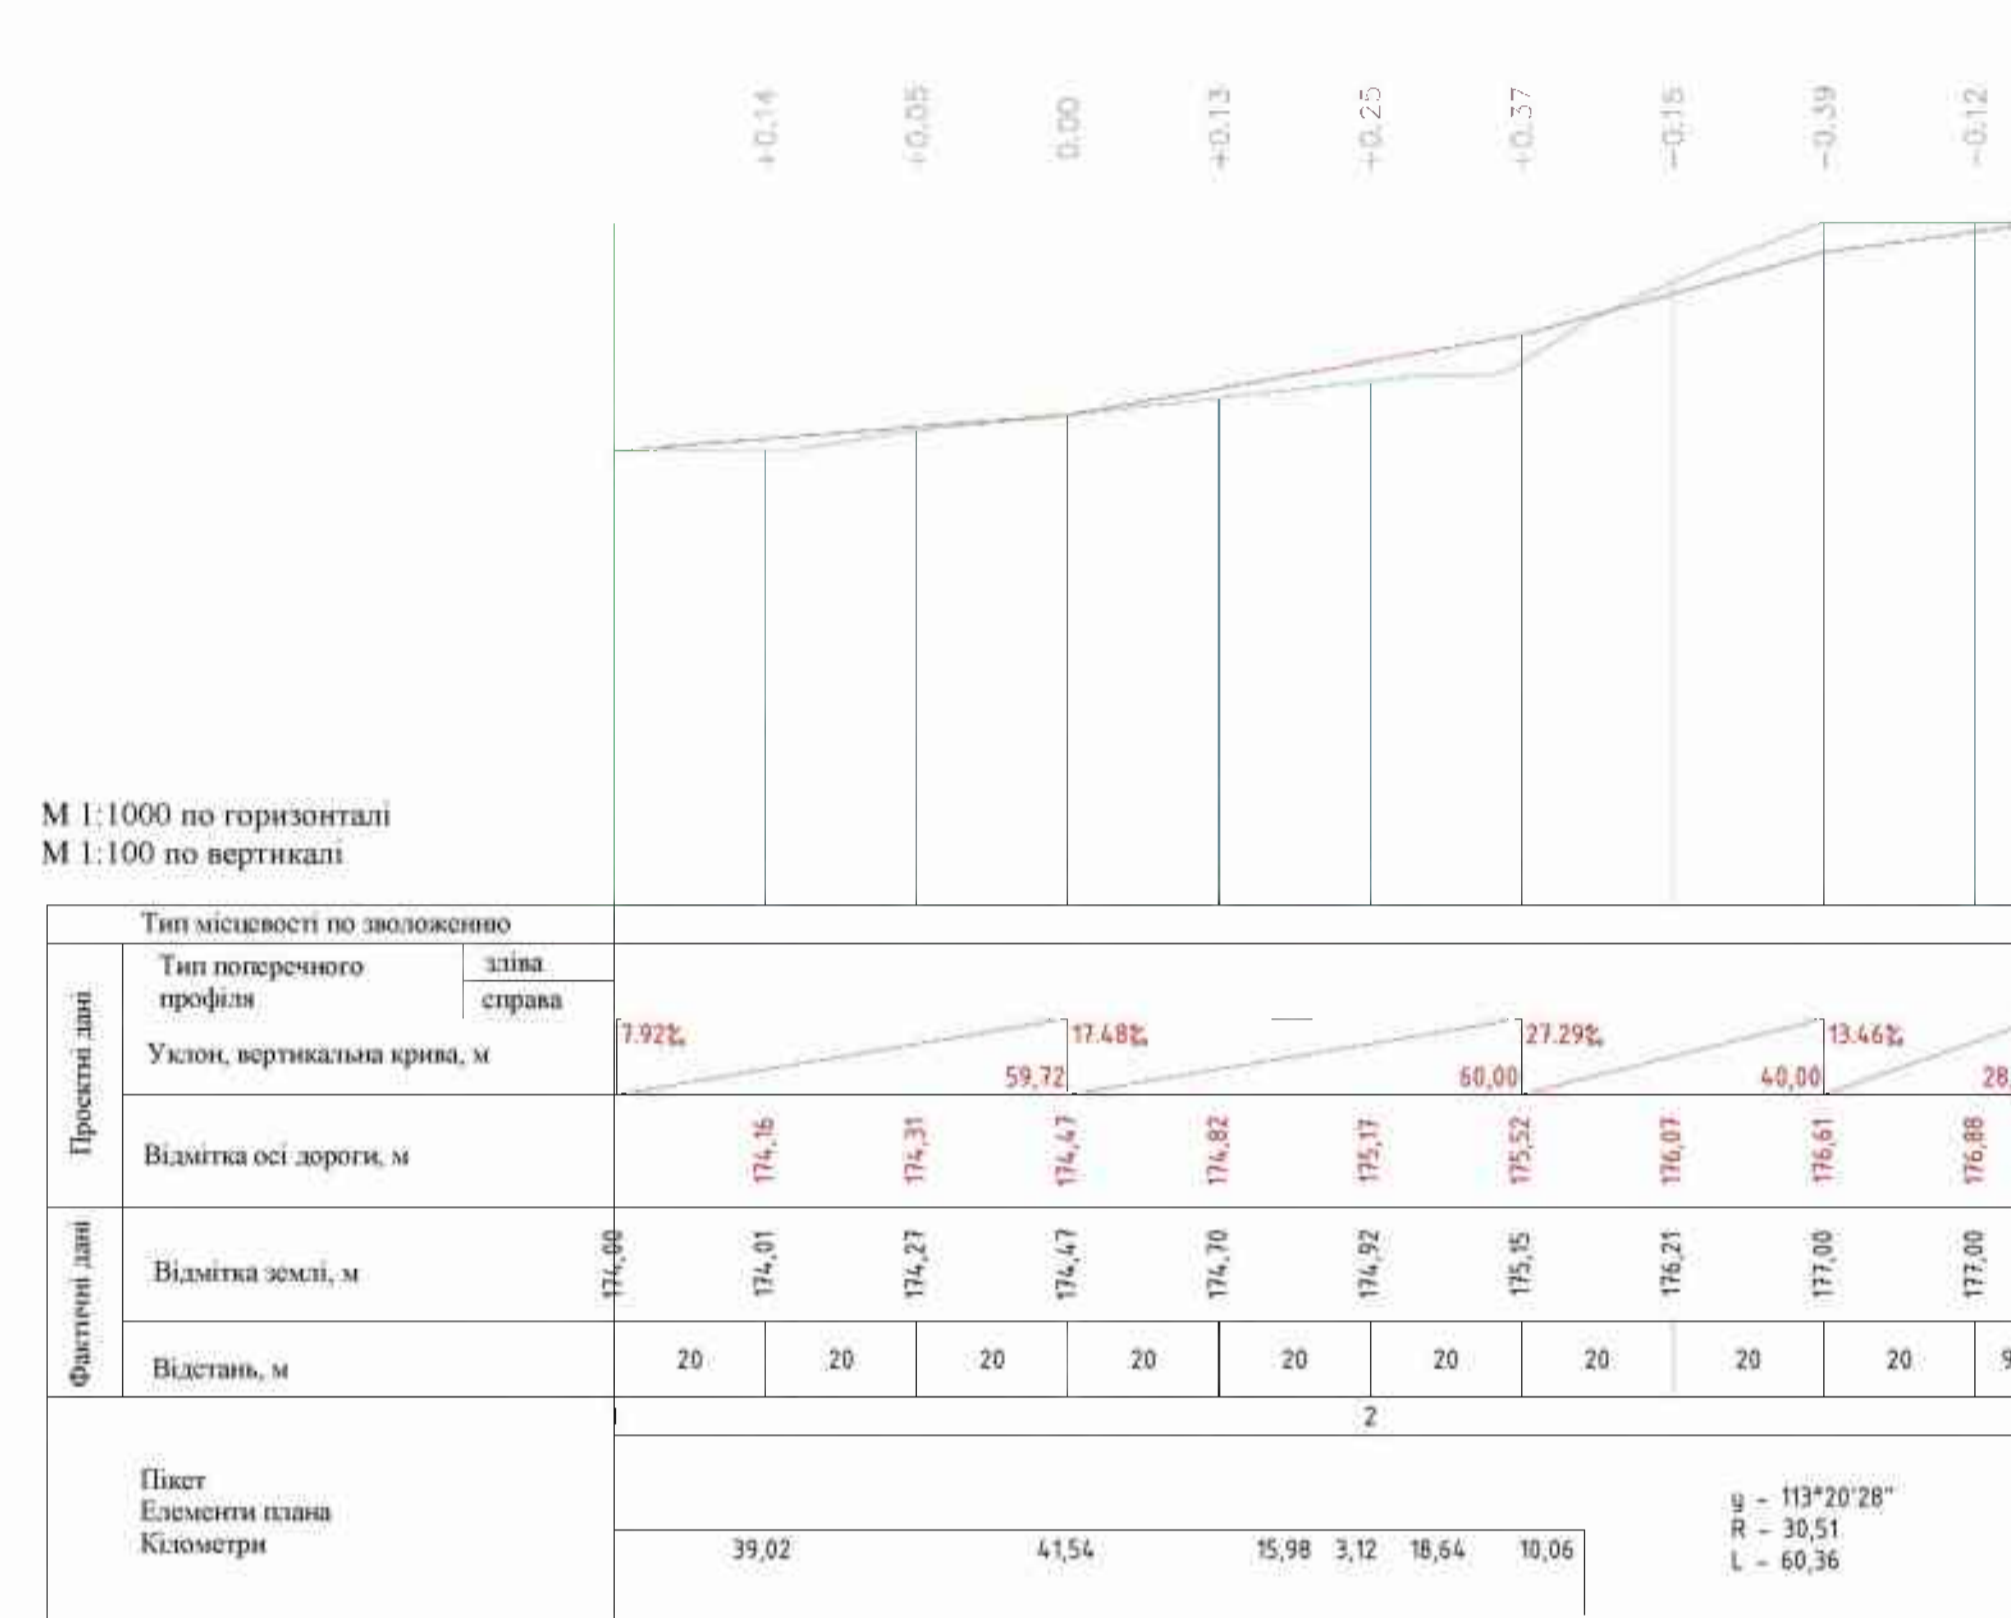 +0.14 +0.05 0.00 +0.13 +0.25 +0.37 -0.15 -0.39 -0.12
М 1:1000 по горизонталі
М 1:100 по вертикалі
Тип місцевості по зволоженню
Проєктні дані
Тип поперечного профіля
зліва
справа
Уклон, вертикальна крива, м
7.92‰ 17.48‰ 27.29‰ 13.46‰
59,72 60,00 40,00 28,
Відмітка осі дороги, м
174,16 174,31 174,47 174,82 175,17 175,52 176,07 176,61 176,88
Фактичні дані
Відмітка землі, м
174,00 174,01 174,27 174,47 174,70 174,92 175,15 176,21 177,00 177,00
Відстань, м
20 20 20 20 20 20 20 20 20 9
2
Пікет
Елементи плана
Кілометри
39,02 41,54 15,98 3,12 18,64 10,06
φ - 113°20'28"
R - 30,51
L - 60,36